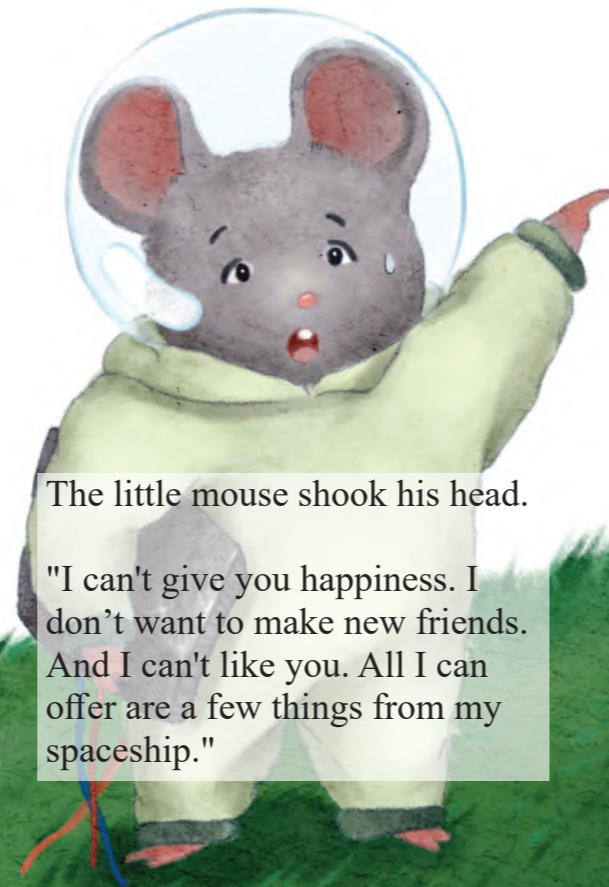 The little mouse shook his head.
"I can't give you happiness. I
don’t want to make new friends.
And I can't like you. All I can
offer are a few things from my
spaceship."